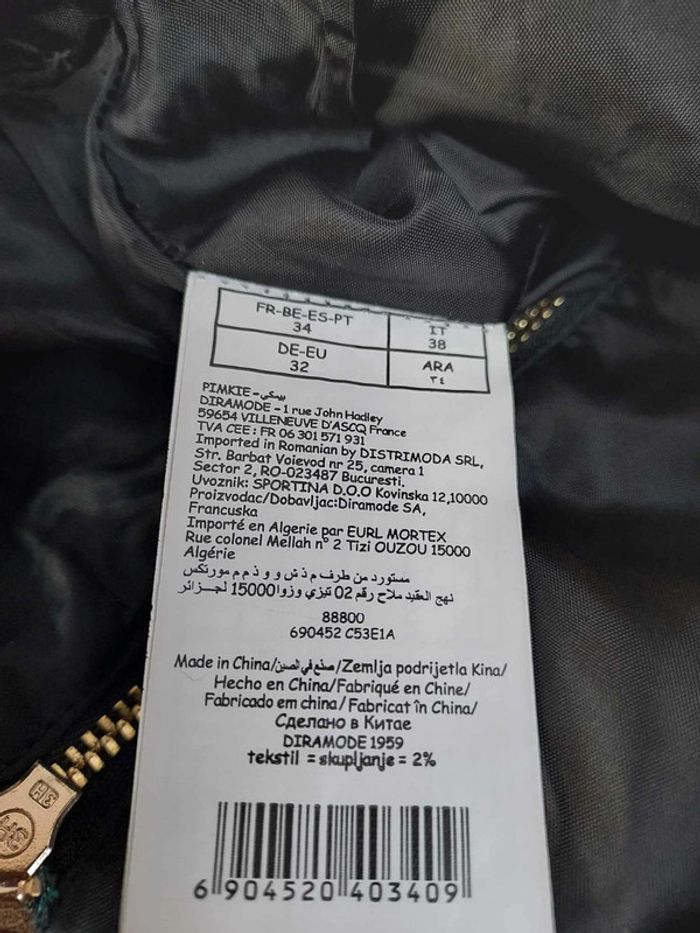 FR-BE-ES-PT
34
IT
38
DE-EU
32
ARA
٣٤
PIMKIE - بيمكي
DIRAMODE - 1 rue John Hadley
59654 VILLENEUVE D'ASCQ France
TVA CEE : FR 06 301 571 931
Imported in Romanian by DISTRIMODA SRL,
Str. Barbat Voievod nr 25, camera 1
Sector 2, RO-023487 Bucuresti.
Uvoznik: SPORTINA D.O.O Kovinska 12,10000
Proizvodac/Dobavljac:Diramode SA,
Francuska
Importé en Algerie par EURL MORTEX
Rue colonel Mellah n° 2 Tizi OUZOU 15000
Algérie
مستورد من طرف م ذ ش و و ذ م م مورتكس
نهج العقيد ملاح رقم 02 تيزي وزو 15000 لجزائر
88800
690452 C53E1A
Made in China/صنع في الصين/Zemlja podrijetla Kina/
Hecho en China/Fabriqué en Chine/
Fabricado em china/Fabricat în China/
Сделано в Китае
DIRAMODE 1959
tekstil = skupljanje = 2%
6 904520 403409